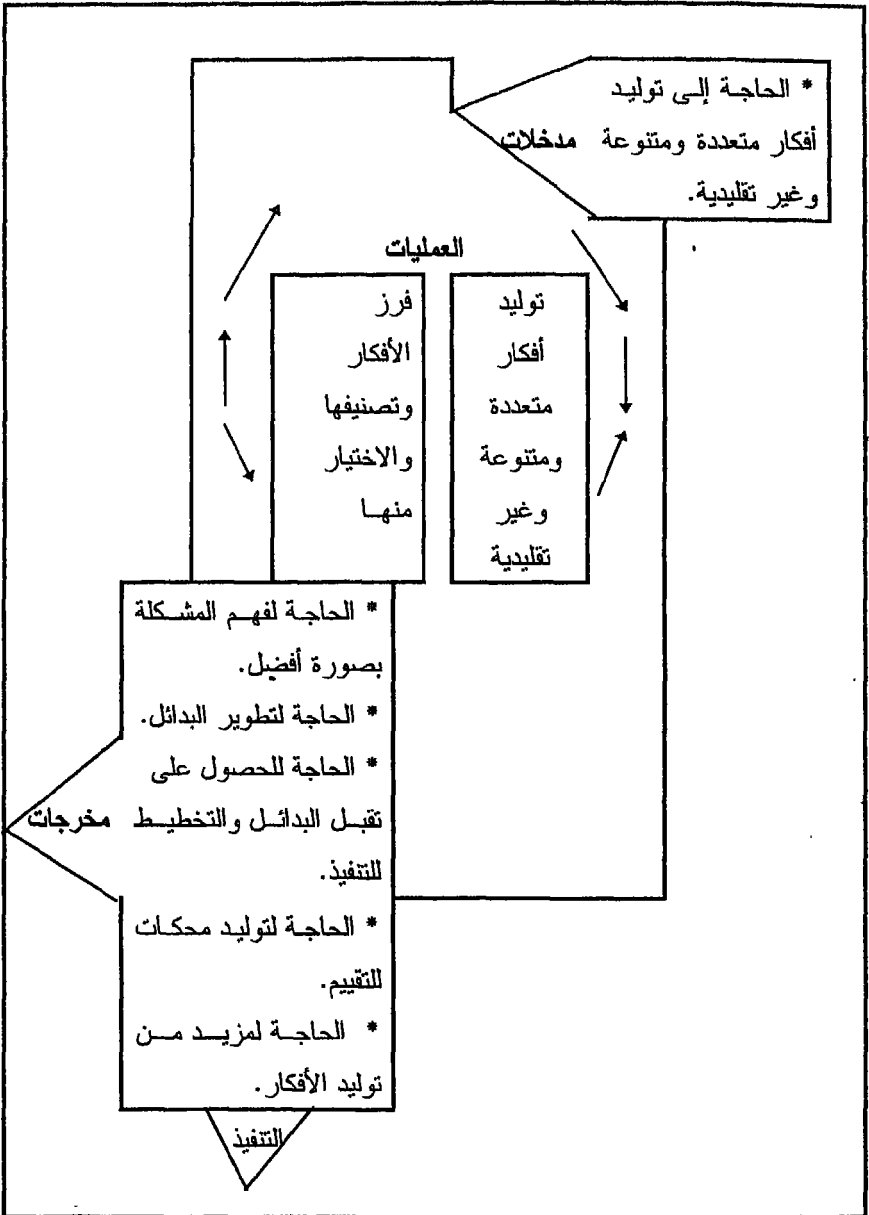 * الحاجة إلى توليد
أفكار متعددة ومتنوعة مدخلات
وغير تقليدية.
العمليات
توليد
أفكار
متعددة
ومتنوعة
وغير
تقليدية
فرز
الأفكار
وتصنيفها
والاختيار
منها
* الحاجة لفهم المشكلة
بصورة أفضل.
* الحاجة لتطوير البدائل.
* الحاجة للحصول على
تقبل البدائل والتخطيط مخرجات
للتنفيذ.
* الحاجة لتوليد محكات
للتقييم.
* الحاجة لمزيد من
توليد الأفكار.
التنفيذ